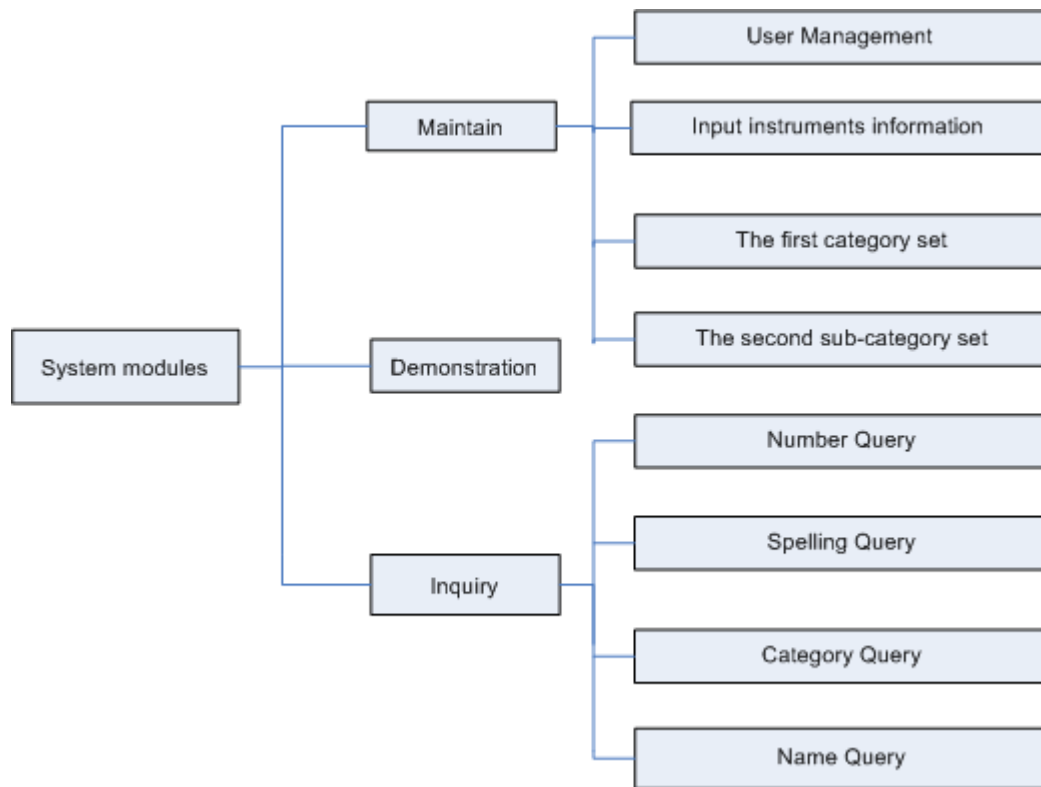 System modules
Maintain
User Management
Input instruments information
The first category set
The second sub-category set
Demonstration
Inquiry
Number Query
Spelling Query
Category Query
Name Query